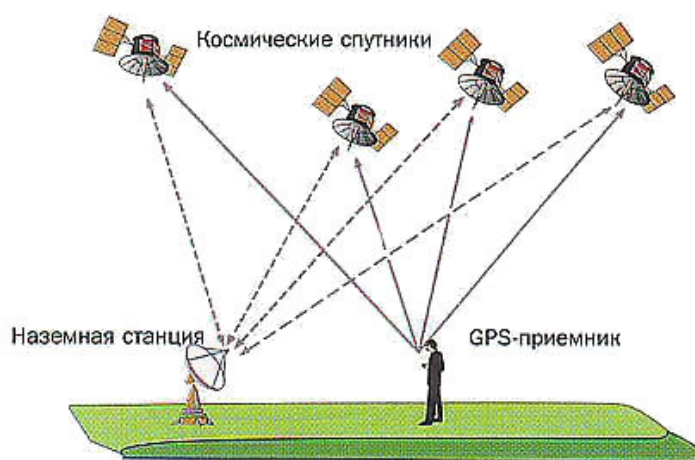 Космические спутники
Наземная станция
GPS-приемник